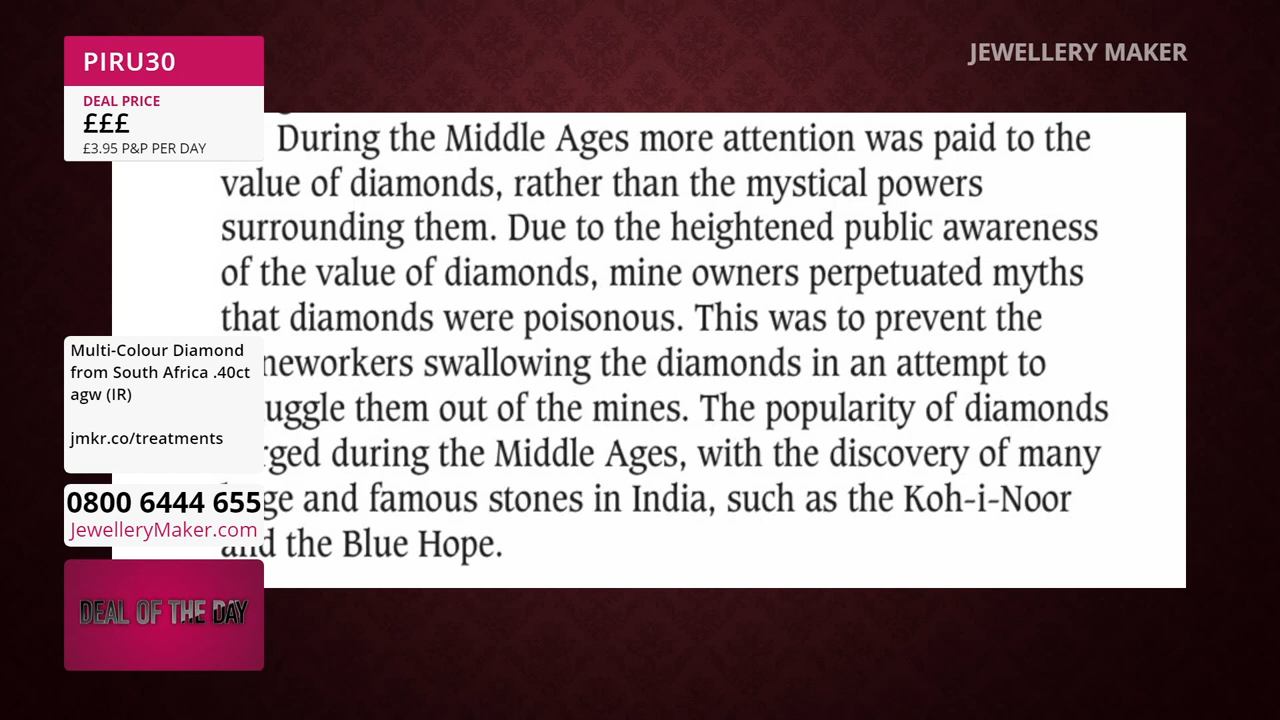 PIRU30
DEAL PRICE
£££
£3.95 P&P PER DAY
JEWELLERY MAKER
During the Middle Ages more attention was paid to the
value of diamonds, rather than the mystical powers
surrounding them. Due to the heightened public awareness
of the value of diamonds, mine owners perpetuated myths
that diamonds were poisonous. This was to prevent the
swallowing the diamonds in an attempt to
them out of the mines. The popularity of diamonds
during the Middle Ages, with the discovery of many
and famous stones in India, such as the Koh-i-Noor
and the Blue Hope.
Multi-Colour Diamond
from South Africa .40ct
agw (IR)
jmkr.co/treatments
0800 6444 655
JewelleryMaker.com
DEAL OF THE DAY